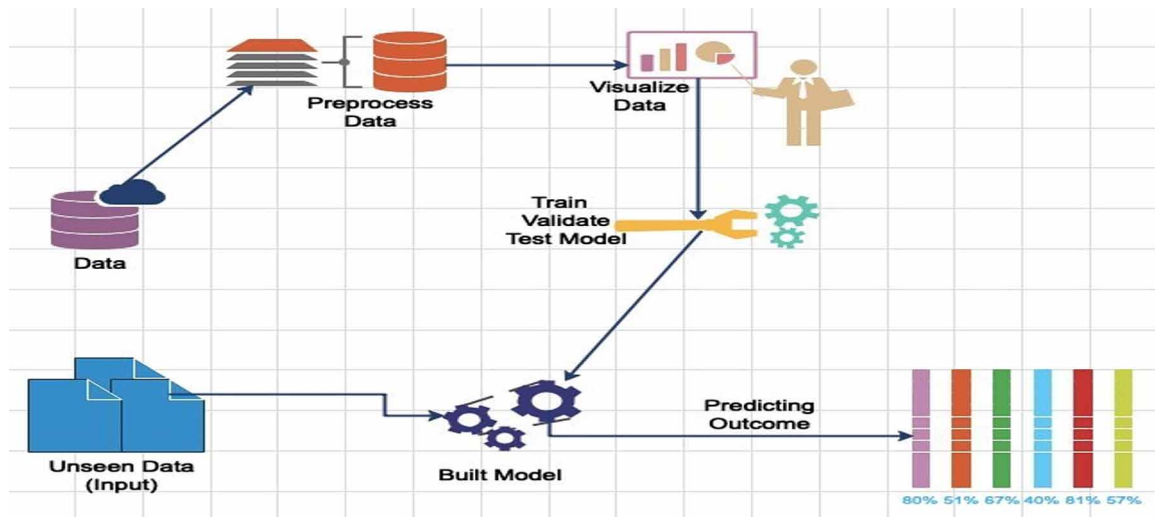 Preprocess
Data
Visualize
Data
Data
Train
Validate
Test Model
Unseen Data
(Input)
Built Model
Predicting
Outcome
80% 51% 67% 40% 81% 57%